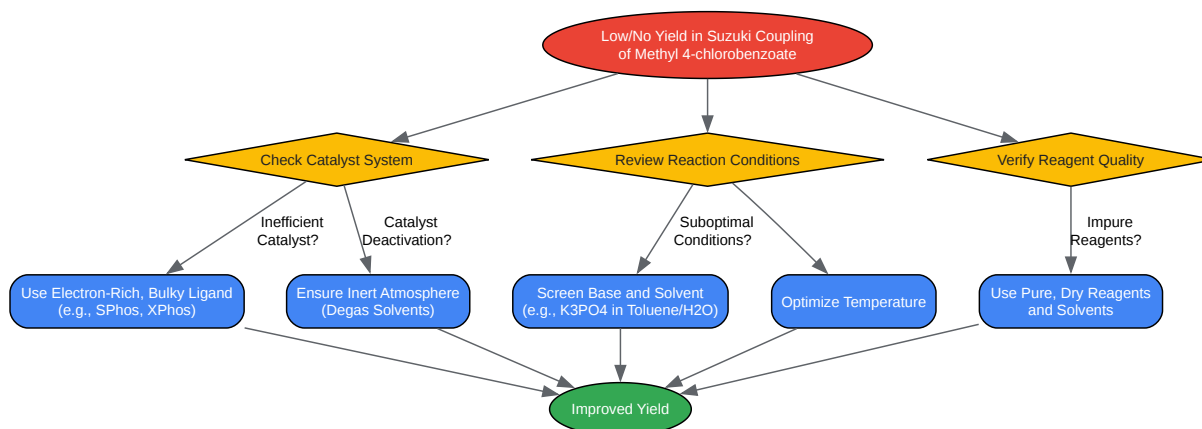 Low/No Yield in Suzuki Coupling
of Methyl 4-chlorobenzoate
Check Catalyst System
Review Reaction Conditions
Verify Reagent Quality
Inefficient
Catalyst?
Catalyst
Deactivation?
Suboptimal
Conditions?
Impure
Reagents?
Use Electron-Rich, Bulky Ligand
(e.g., SPhos, XPhos)
Ensure Inert Atmosphere
(Degas Solvents)
Screen Base and Solvent
(e.g., K3PO4 in Toluene/H2O)
Optimize Temperature
Use Pure, Dry Reagents
and Solvents
Improved Yield